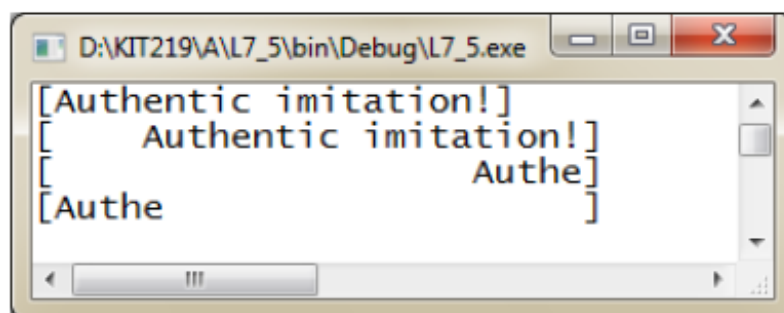 D:\KIT219\A\L7_5\bin\Debug\L7_5.exe
[Authentic imitation!]
[    Authentic imitation!]
[                   Authe]
[Authe                   ]